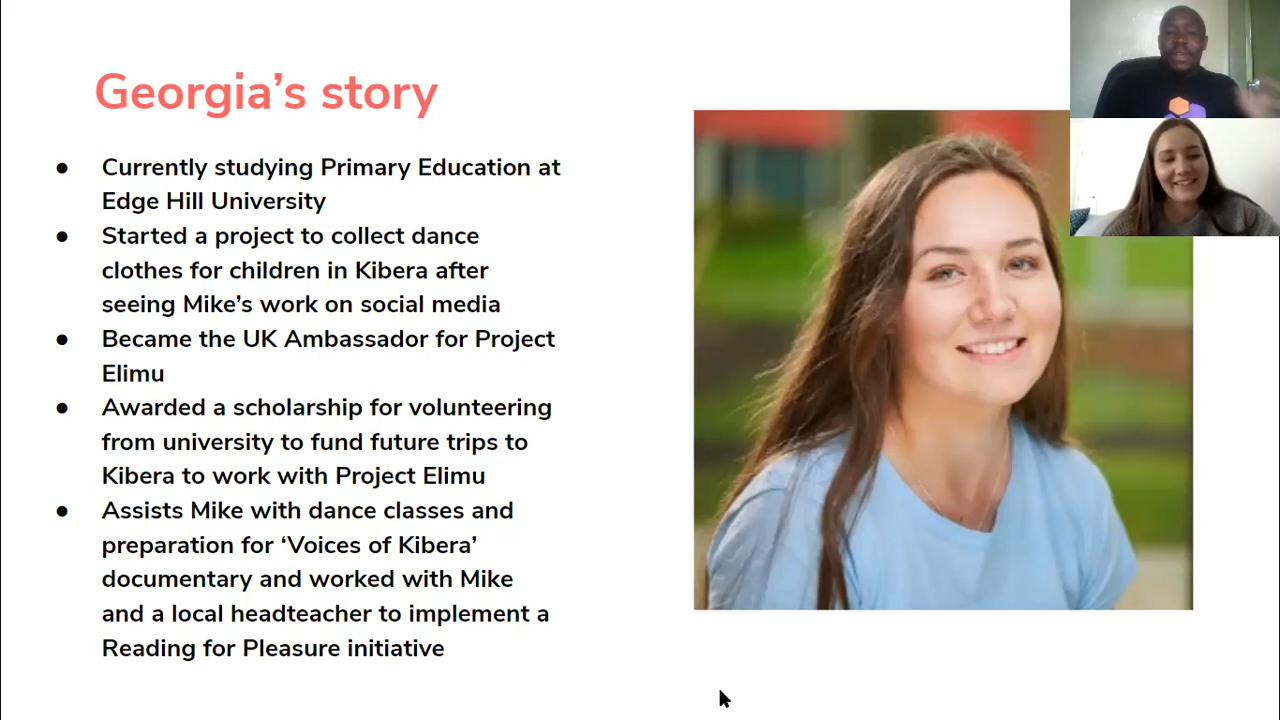 Georgia’s story
● Currently studying Primary Education at
Edge Hill University
● Started a project to collect dance
clothes for children in Kibera after
seeing Mike’s work on social media
● Became the UK Ambassador for Project
Elimu
● Awarded a scholarship for volunteering
from university to fund future trips to
Kibera to work with Project Elimu
● Assists Mike with dance classes and
preparation for ‘Voices of Kibera’
documentary and worked with Mike
and a local headteacher to implement a
Reading for Pleasure initiative